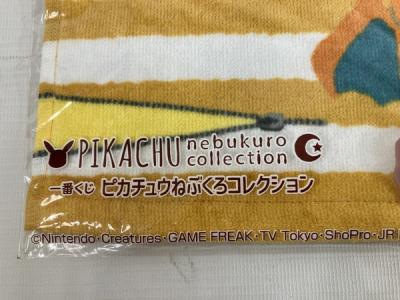 PIKACHU nebukuro collection
一番くじ ピカチュウねぶくろコレクション
©Nintendo・Creatures・GAME FREAK・TV Tokyo・ShoPro・JR